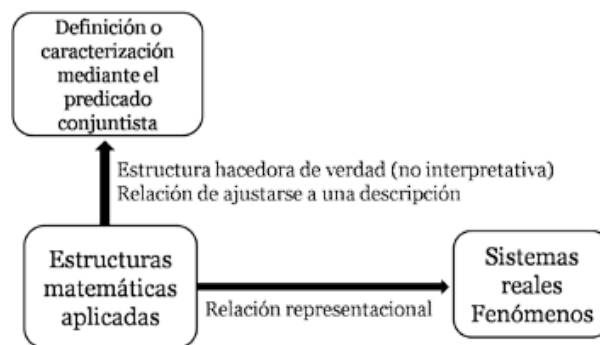 Definición o
caracterización
mediante el
predicado
conjuntista
Estructura hacedora de verdad (no interpretativa)
Relación de ajustarse a una descripción
Estructuras
matemáticas
aplicadas
Relación representacional
Sistemas
reales
Fenómenos